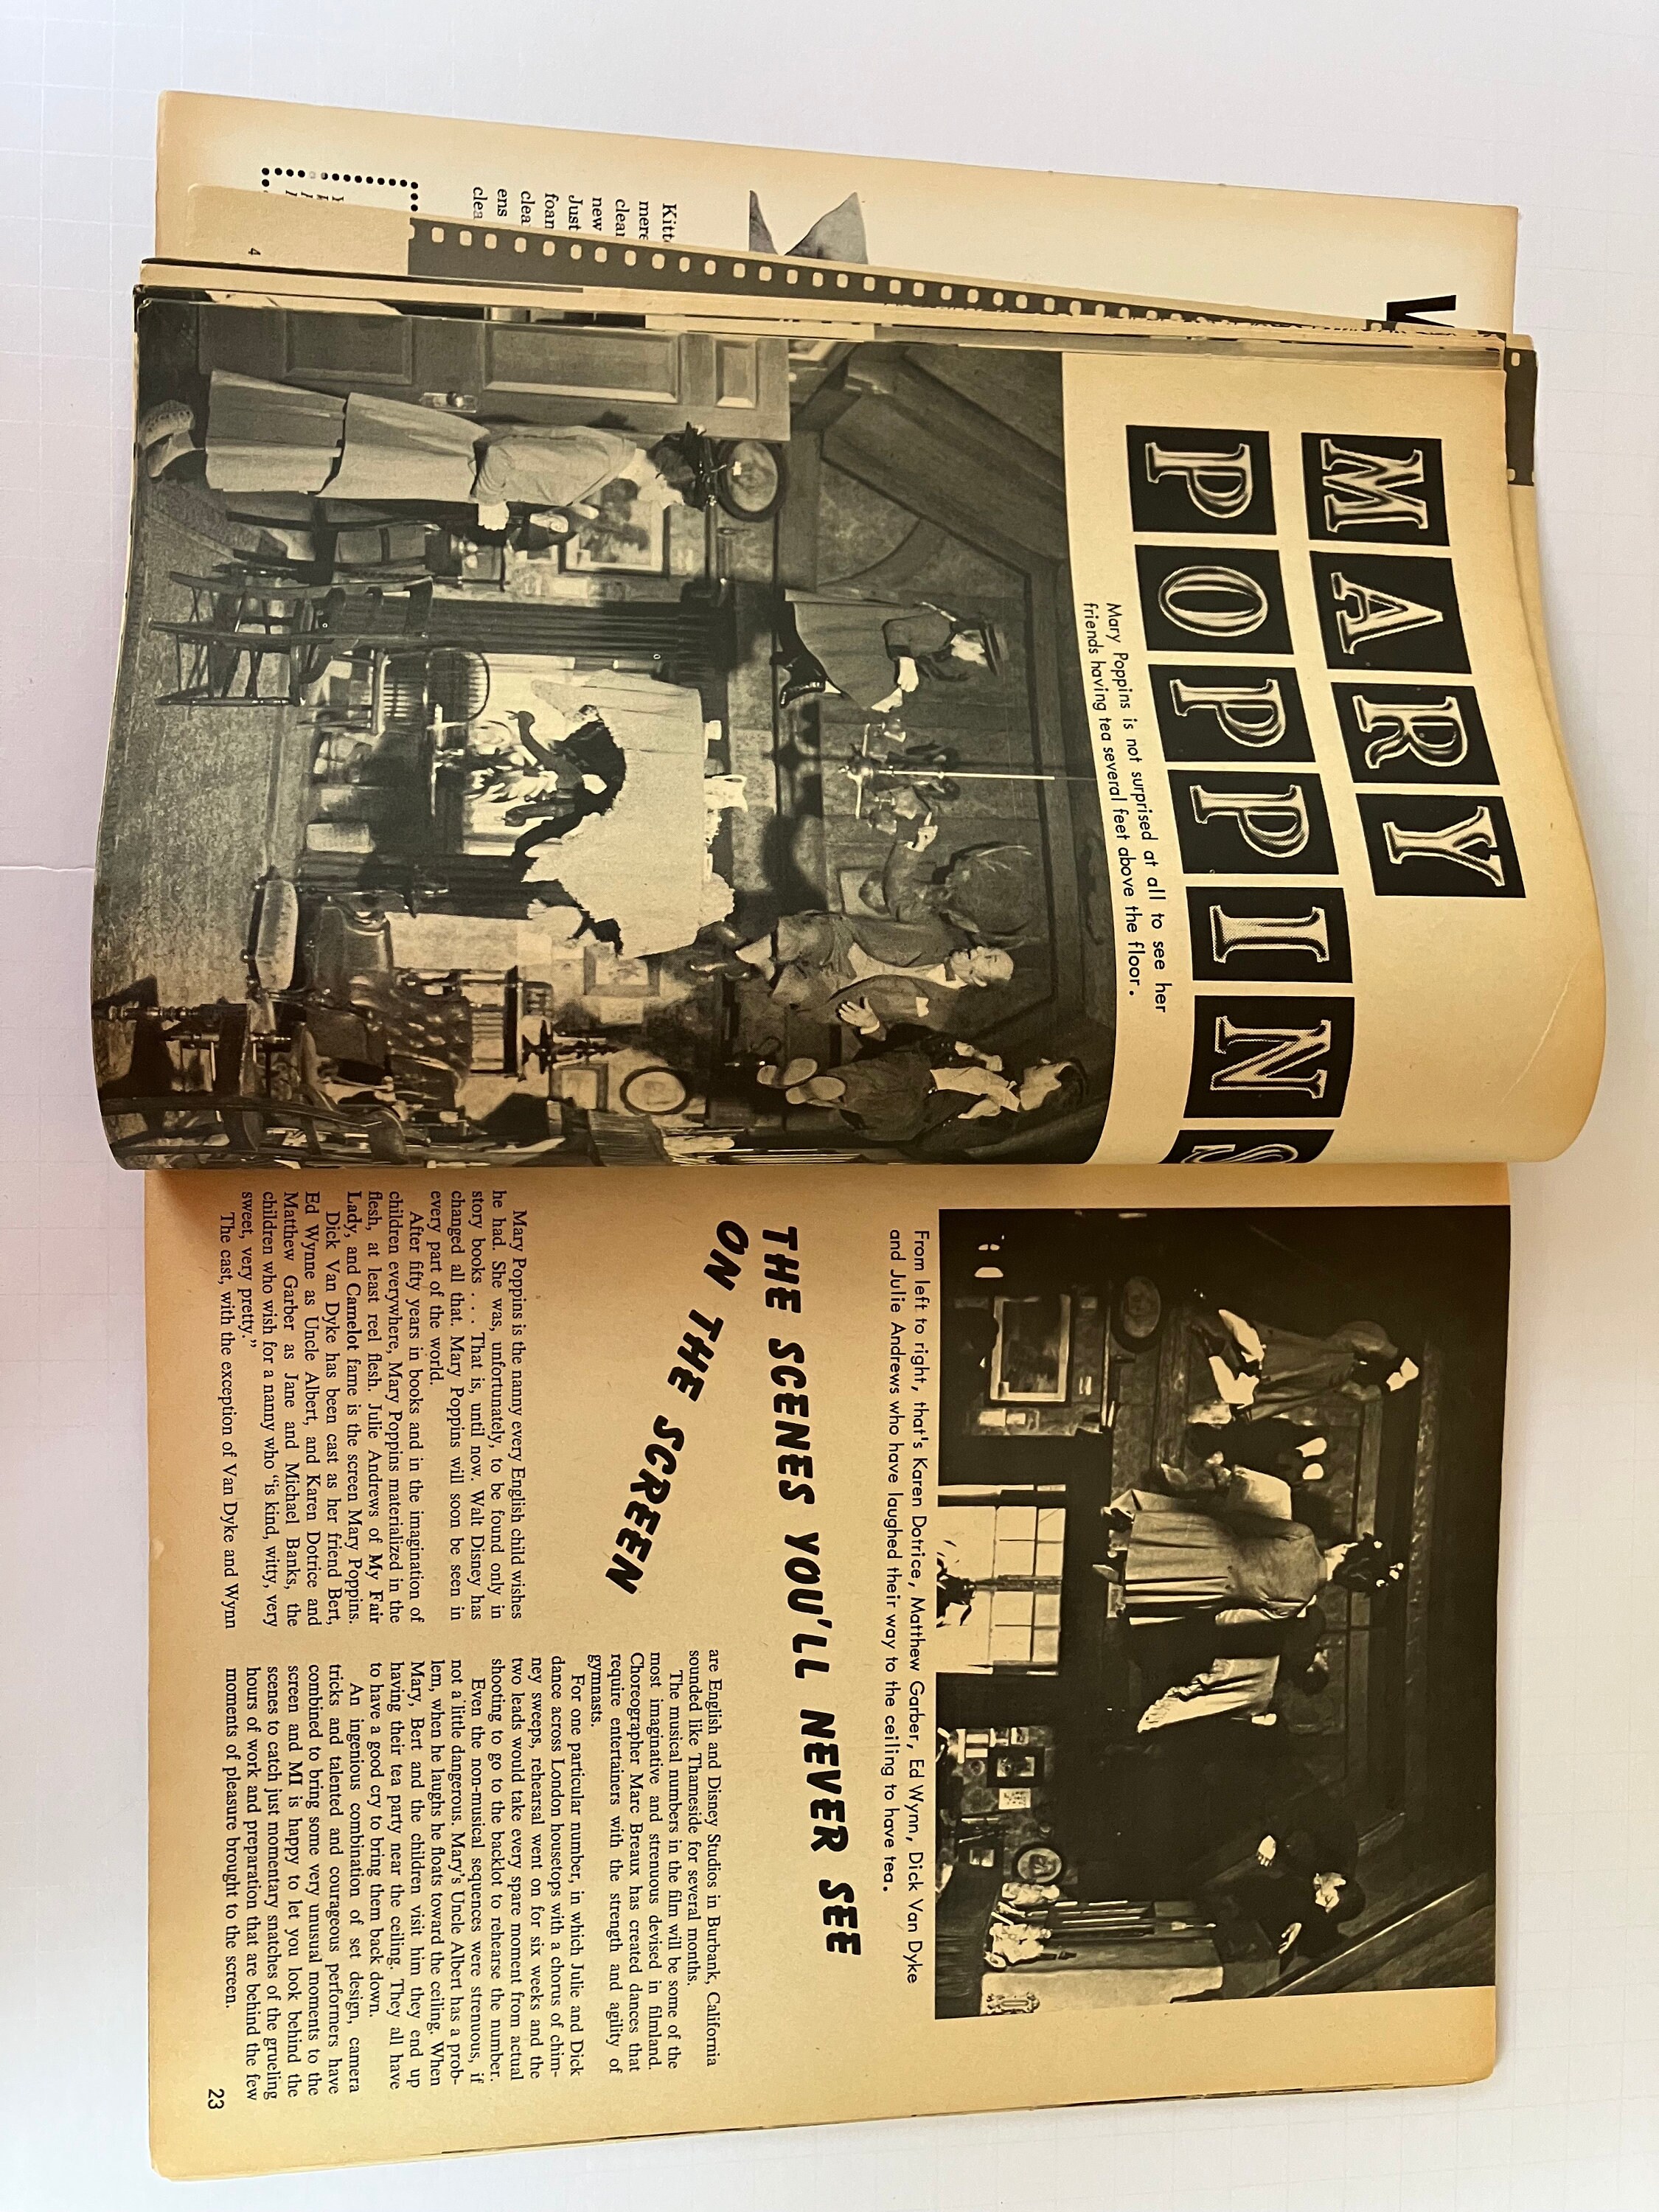 MARY
POPPINS
Mary Poppins is not surprised at all to see her
friends having tea several feet above the floor.
From left to right, that's Karen Dotrice, Matthew Garber, Ed Wynn, Dick Van Dyke
and Julie Andrews who have laughed their way to the ceiling to have tea.
THE SCENES YOU'LL NEVER SEE
ON THE SCREEN
Mary Poppins is the nanny every English child wishes
he had. She was, unfortunately, to be found only in
story books . . . That is, until now. Walt Disney has
changed all that. Mary Poppins will soon be seen in
every part of the world.
After fifty years in books and in the imagination of
children everywhere, Mary Poppins materialized in the
flesh, at least reel flesh. Julie Andrews of My Fair
Lady, and Camelot fame is the screen Mary Poppins.
Dick Van Dyke has been cast as her friend Bert,
Ed Wynne as Uncle Albert, and Karen Dotrice and
Matthew Garber as Jane and Michael Banks, the
children who wish for a nanny who "is kind, witty, very
sweet, very pretty."
The cast, with the exception of Van Dyke and Wynn
are English and Disney Studios in Burbank, California
sounded like Thameside for several months.
The musical numbers in the film will be some of the
most imaginative and strenuous devised in filmland.
Choreographer Marc Breaux has created dances that
require entertainers with the strength and agility of
gymnasts.
For one particular number, in which Julie and Dick
dance across London housetops with a chorus of chim-
ney sweeps, rehearsal went on for six weeks and the
two leads would take every spare moment from actual
shooting to go to the backlot to rehearse the number.
Even the non-musical sequences were strenuous, if
not a little dangerous. Mary's Uncle Albert has a prob-
lem, when he laughs he floats toward the ceiling. When
Mary, Bert and the children visit him they end up
having their tea party near the ceiling. They all have
to have a good cry to bring them back down.
An ingenious combination of set design, camera
tricks and talented and courageous performers have
combined to bring some very unusual moments to the
screen and MI is happy to let you look behind the
scenes to catch just momentary snatches of the grueling
hours of work and preparation that are behind the few
moments of pleasure brought to the screen.
23
new
Just
4